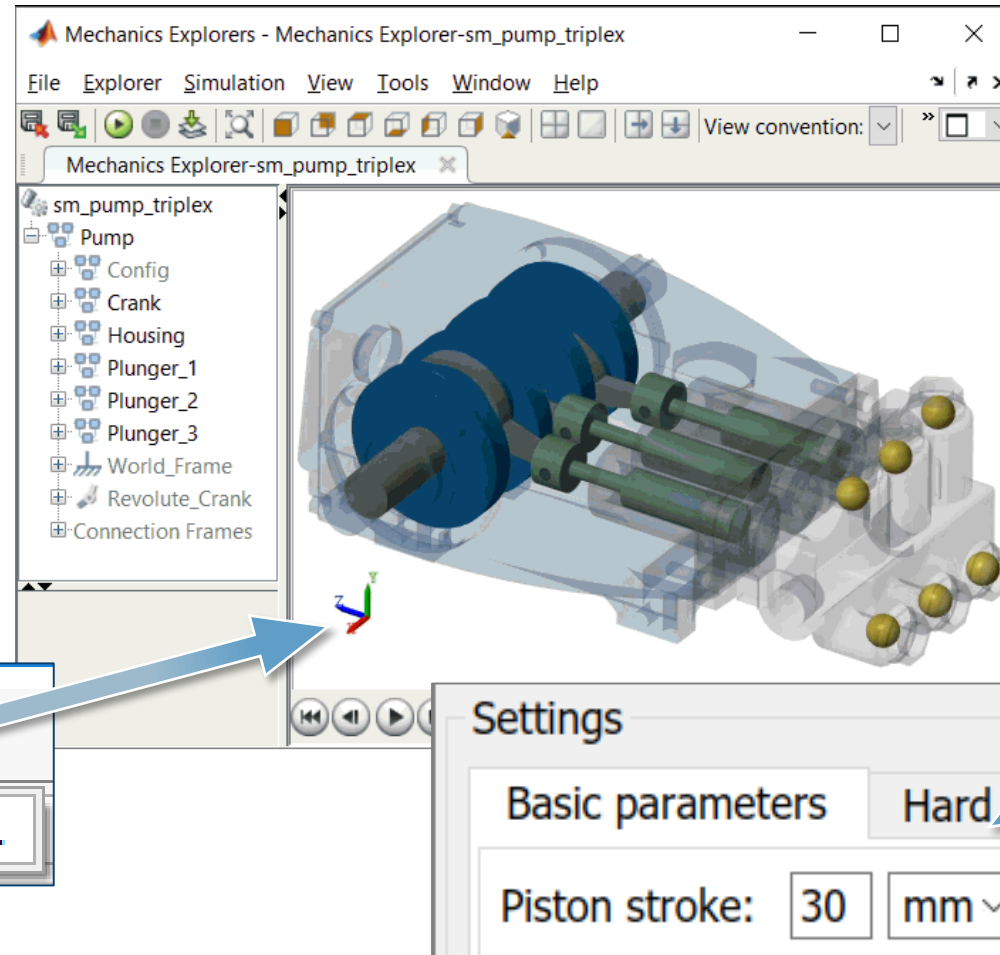 Mechanics Explorers - Mechanics Explorer-sm_pump_triplex
File Explorer Simulation View Tools Window Help
View convention:
Mechanics Explorer-sm_pump_triplex
sm_pump_triplex
Pump
Config
Crank
Housing
Plunger_1
Plunger_2
Plunger_3
World_Frame
Revolute_Crank
Connection Frames
Y
Z
Settings
Basic parameters Hard
Piston stroke: 30 mm